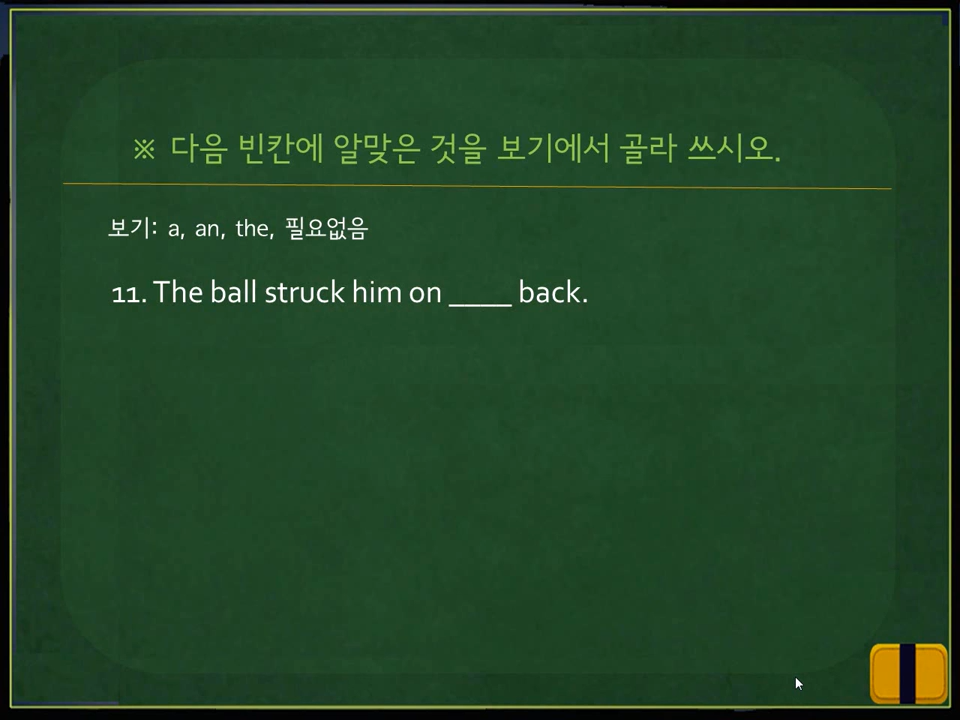 ※ 다음 빈칸에 알맞은 것을 보기에서 골라 쓰시오.
보기: a, an, the, 필요없음
11. The ball struck him on ____ back.